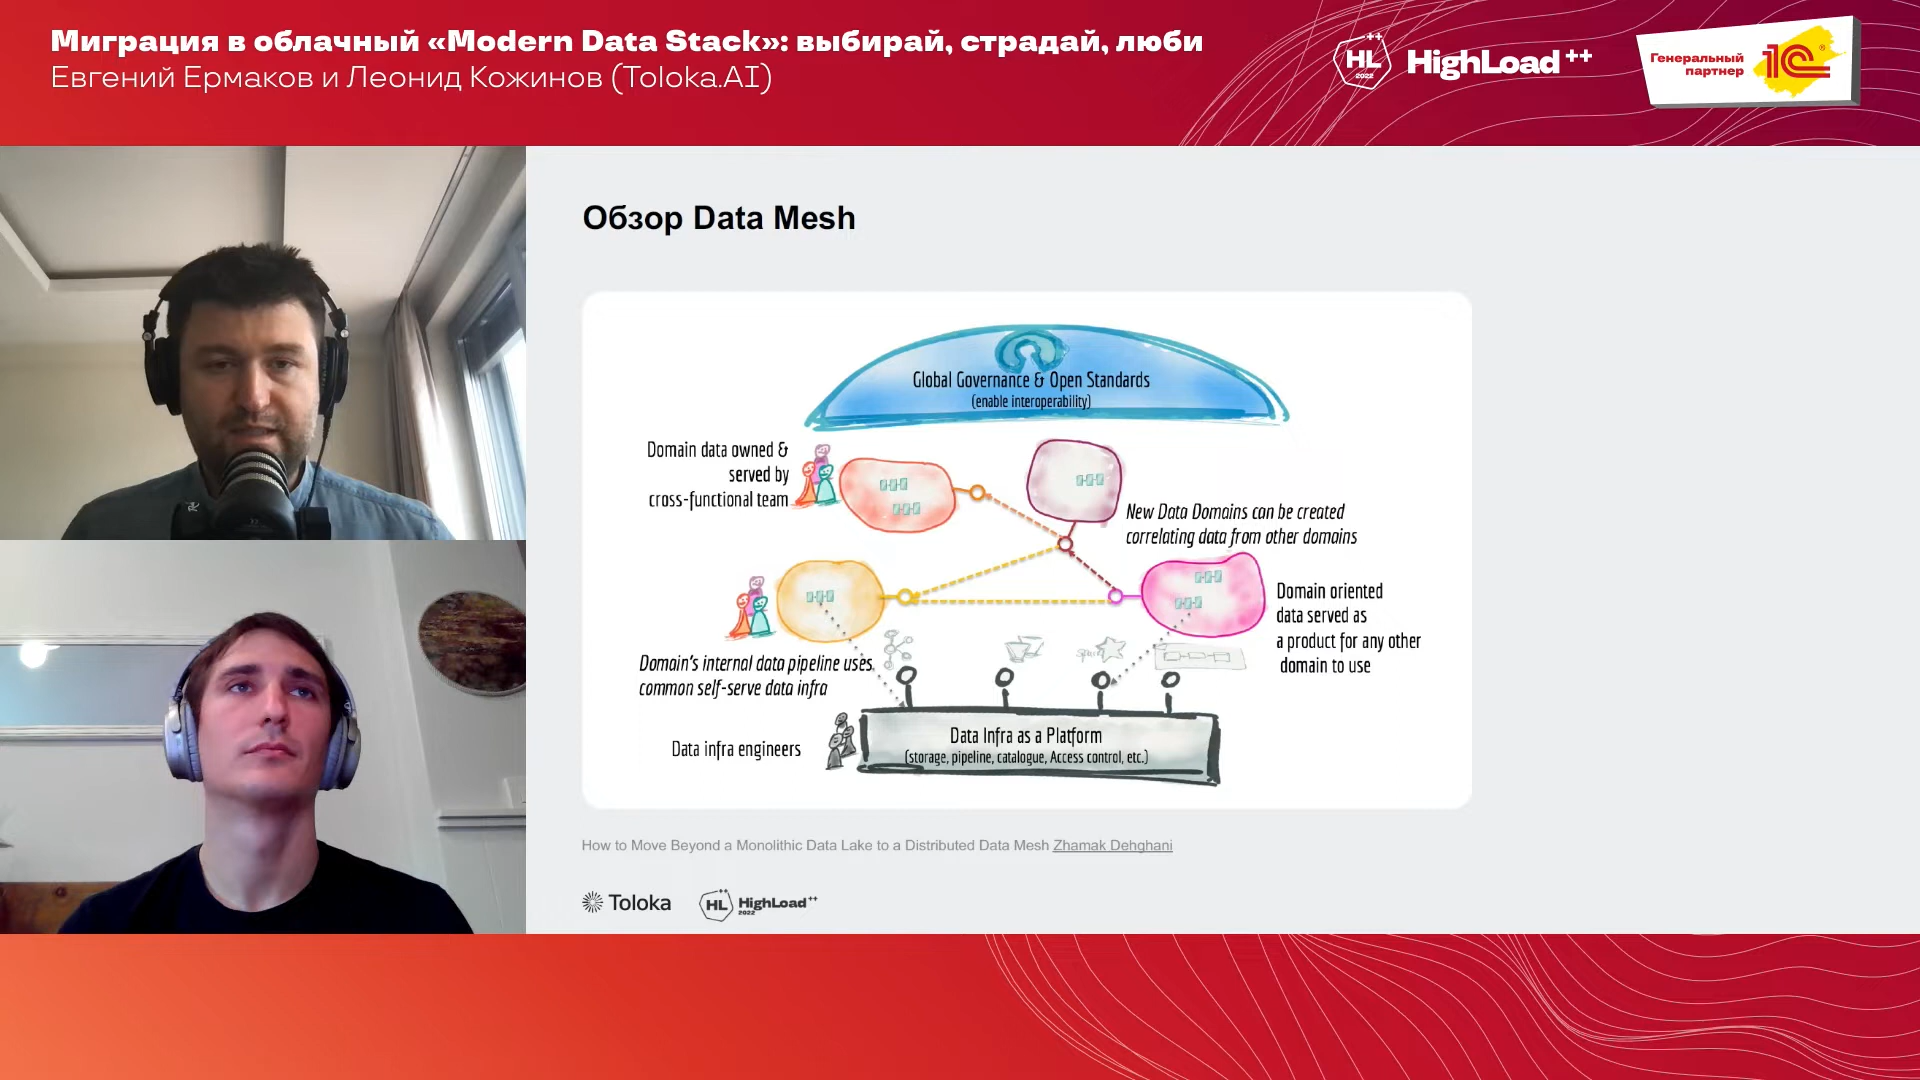 Миграция в облачный «Modern Data Stack»: выбирай, страдай, люби
Евгений Ермаков и Леонид Кожинов (Toloka.AI)
++
HL
2022
HighLoad ++
Генеральный
партнер
1С
Обзор Data Mesh
Global Governance & Open Standards
(enable interoperability)
Domain data owned &
served by
cross-functional team
New Data Domains can be created
correlating data from other domains
Domain oriented
data served as
a product for any other
domain to use
Domain's internal data pipeline uses
common self-serve data infra
Spark
Data infra engineers
Data Infra as a Platform
(storage, pipeline, catalogue, Access control, etc.)
How to Move Beyond a Monolithic Data Lake to a Distributed Data Mesh Zhamak Dehghani
Toloka
++
HL
HighLoad ++
2022